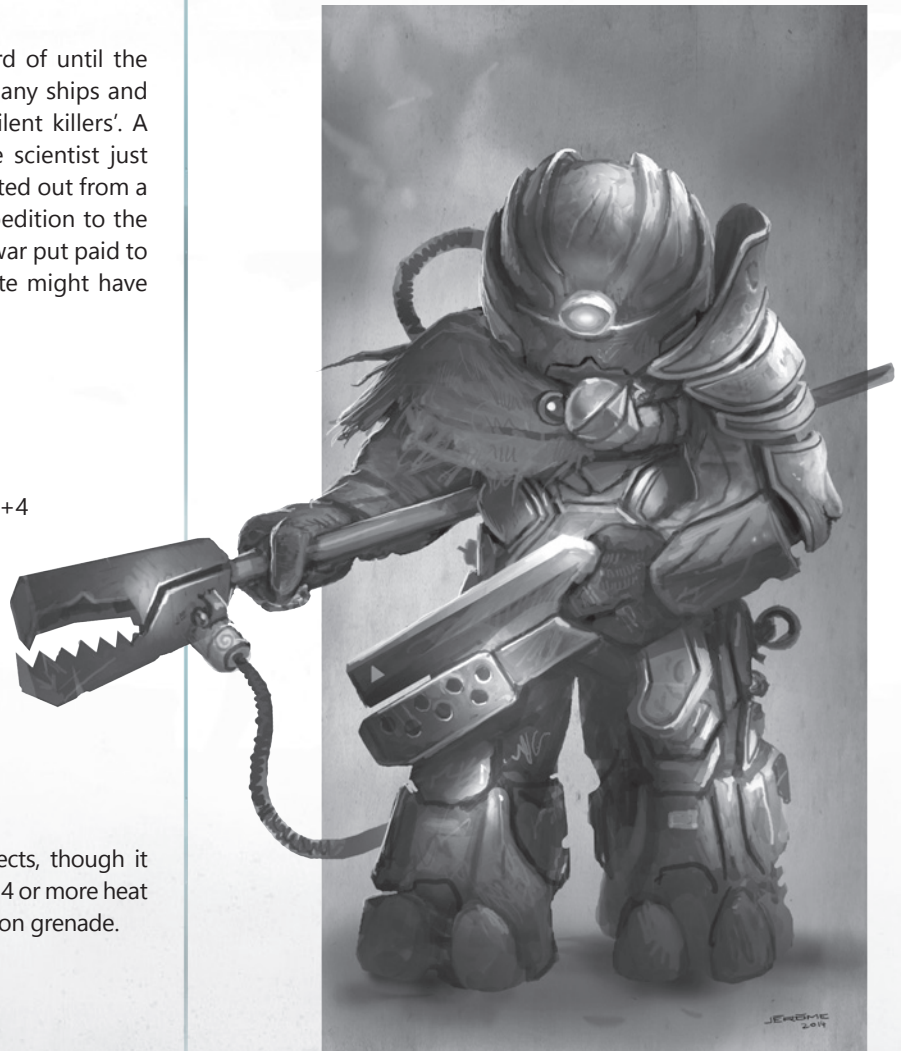 rd of until the
any ships and
ilent killers’. A
e scientist just
ted out from a
pedition to the
war put paid to
te might have
+4
ects, though it
4 or more heat
on grenade.
JEROME
2014